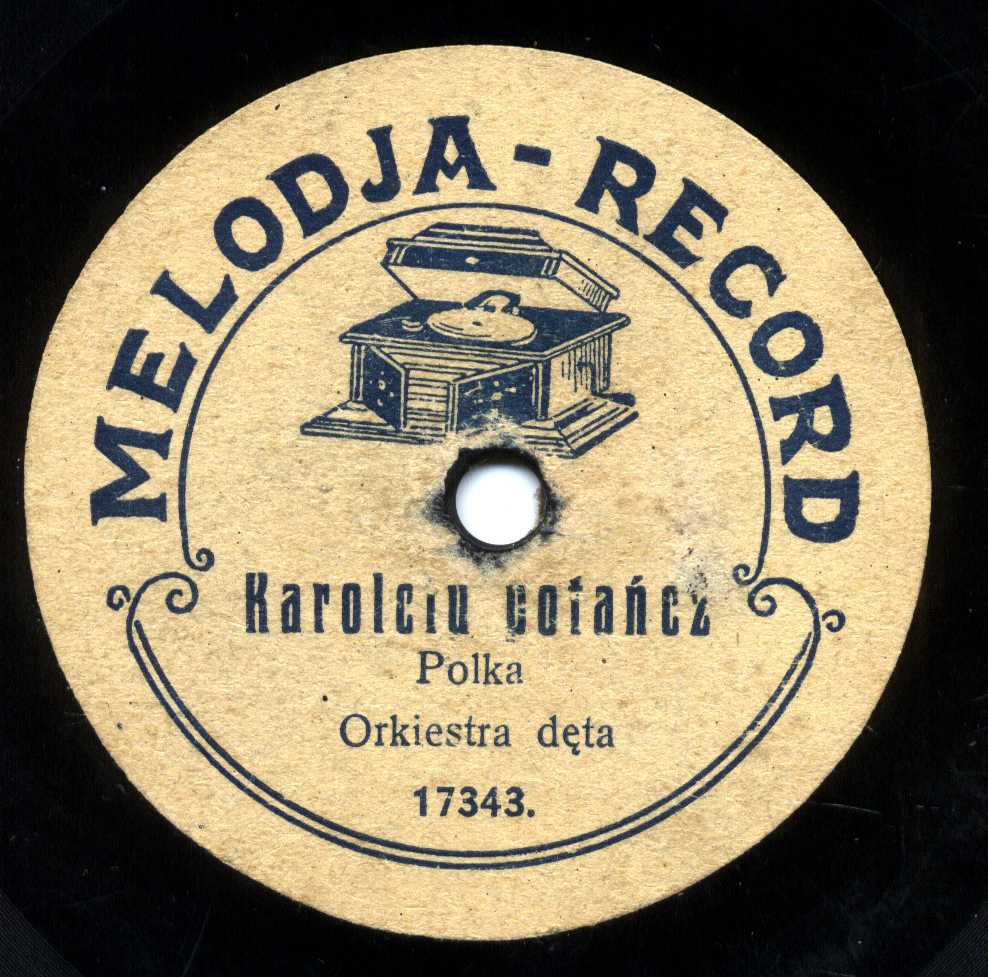 MELODJA - RECORD
Karolciu potańcz
Polka
Orkiestra dęta
17343.